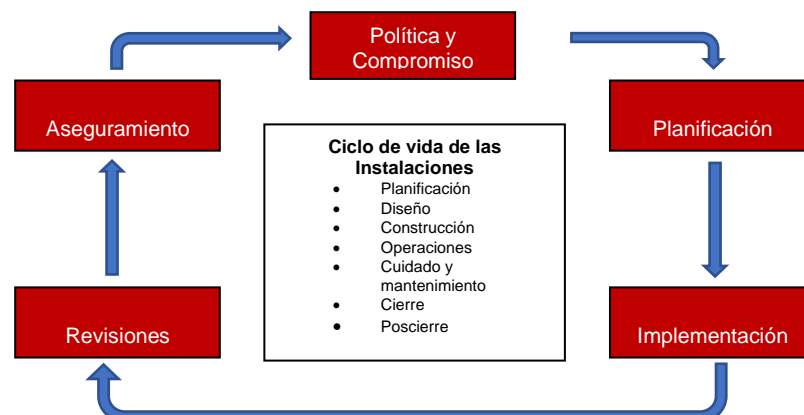 Política y
Compromiso
Aseguramiento
Planificación
Ciclo de vida de las
Instalaciones
• Planificación
• Diseño
• Construcción
• Operaciones
• Cuidado y
mantenimiento
• Cierre
• Poscierre
Revisiones
Implementación